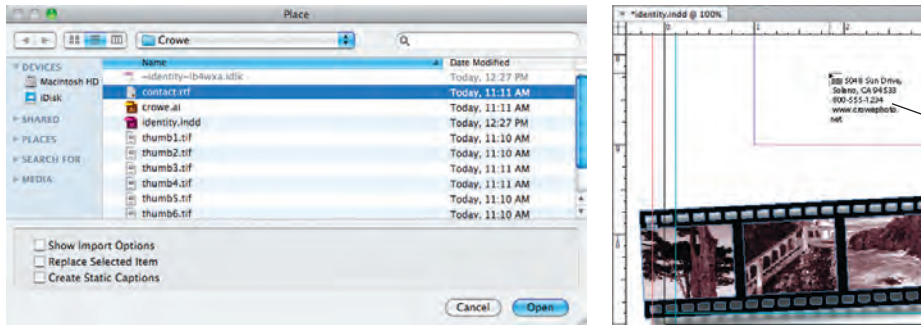 Place
Crowe
DEVICES
Macintosh HD
iDisk
SHARED
PLACES
SEARCH FOR
MEDIA
Name Date Modified
~identity~lb4wxa.idlk Today, 12:27 PM
contact.rtf Today, 11:11 AM
crowe.ai Today, 11:11 AM
identity.indd Today, 12:27 PM
thumb1.tif Today, 11:10 AM
thumb2.tif Today, 11:10 AM
thumb3.tif Today, 11:11 AM
thumb4.tif Today, 11:11 AM
thumb5.tif Today, 11:10 AM
thumb6.tif Today, 11:10 AM
Show Import Options
Replace Selected Item
Create Static Captions
Cancel Open
*identity.indd @ 100%
0 1 2
5048 Sun Drive,
Solano, CA 94533
800-555-1234
www.crowephoto.
net